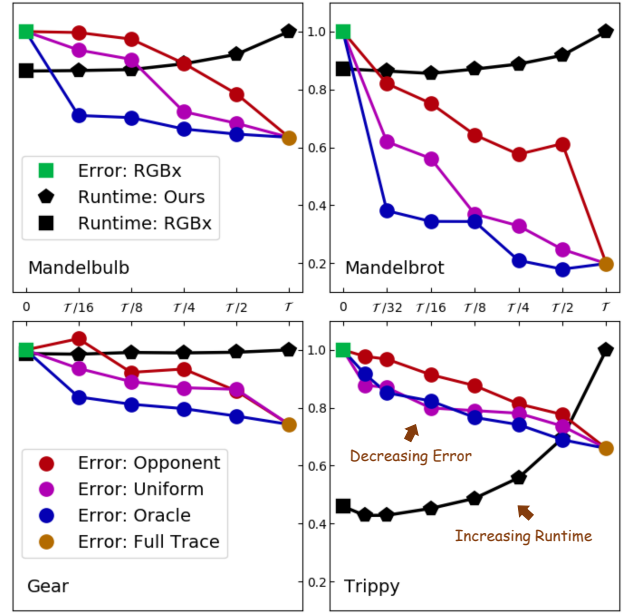 1.0
0.8
0.6
0.4
0.2
Error: RGBx
Runtime: Ours
Runtime: RGBx
Mandelbulb
Mandelbrot
0 T/16 T/8 T/4 T/2 T
0 T/32 T/16 T/8 T/4 T/2 T
1.0
0.8
0.6
0.4
0.2
Error: Opponent
Error: Uniform
Error: Oracle
Error: Full Trace
Gear
Decreasing Error
Increasing Runtime
Trippy